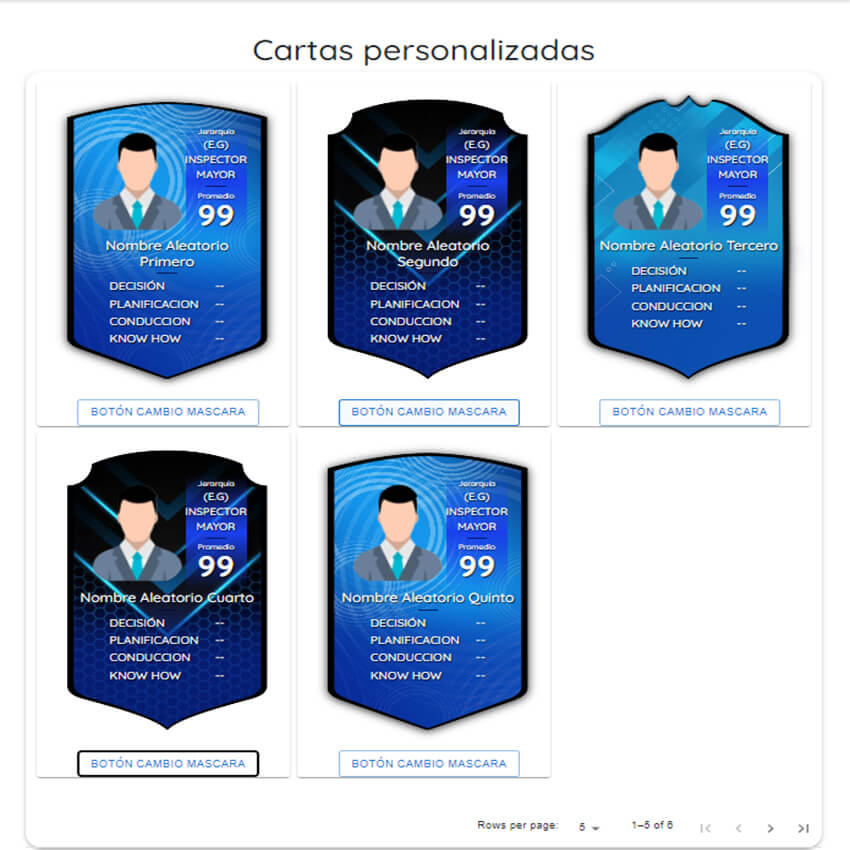 Cartas personalizadas
Jerarquía
(E.G)
INSPECTOR
MAYOR
Promedio
99
Nombre Aleatorio
Primero
DECISIÓN --
PLANIFICACION --
CONDUCCION --
KNOW HOW --
BOTÓN CAMBIO MASCARA
Jerarquía
(E.G)
INSPECTOR
MAYOR
Promedio
99
Nombre Aleatorio
Segundo
DECISIÓN --
PLANIFICACION --
CONDUCCION --
KNOW HOW --
BOTÓN CAMBIO MASCARA
Jerarquía
(E.G)
INSPECTOR
MAYOR
Promedio
99
Nombre Aleatorio Tercero
DECISIÓN --
PLANIFICACION --
CONDUCCION --
KNOW HOW --
BOTÓN CAMBIO MASCARA
Jerarquía
(E.G)
INSPECTOR
MAYOR
Promedio
99
Nombre Aleatorio Cuarto
DECISIÓN --
PLANIFICACION --
CONDUCCION --
KNOW HOW --
BOTÓN CAMBIO MASCARA
Jerarquía
(E.G)
INSPECTOR
MAYOR
Promedio
99
Nombre Aleatorio Quinto
DECISIÓN --
PLANIFICACION --
CONDUCCION --
KNOW HOW --
BOTÓN CAMBIO MASCARA
Rows per page: 5 1–5 of 6